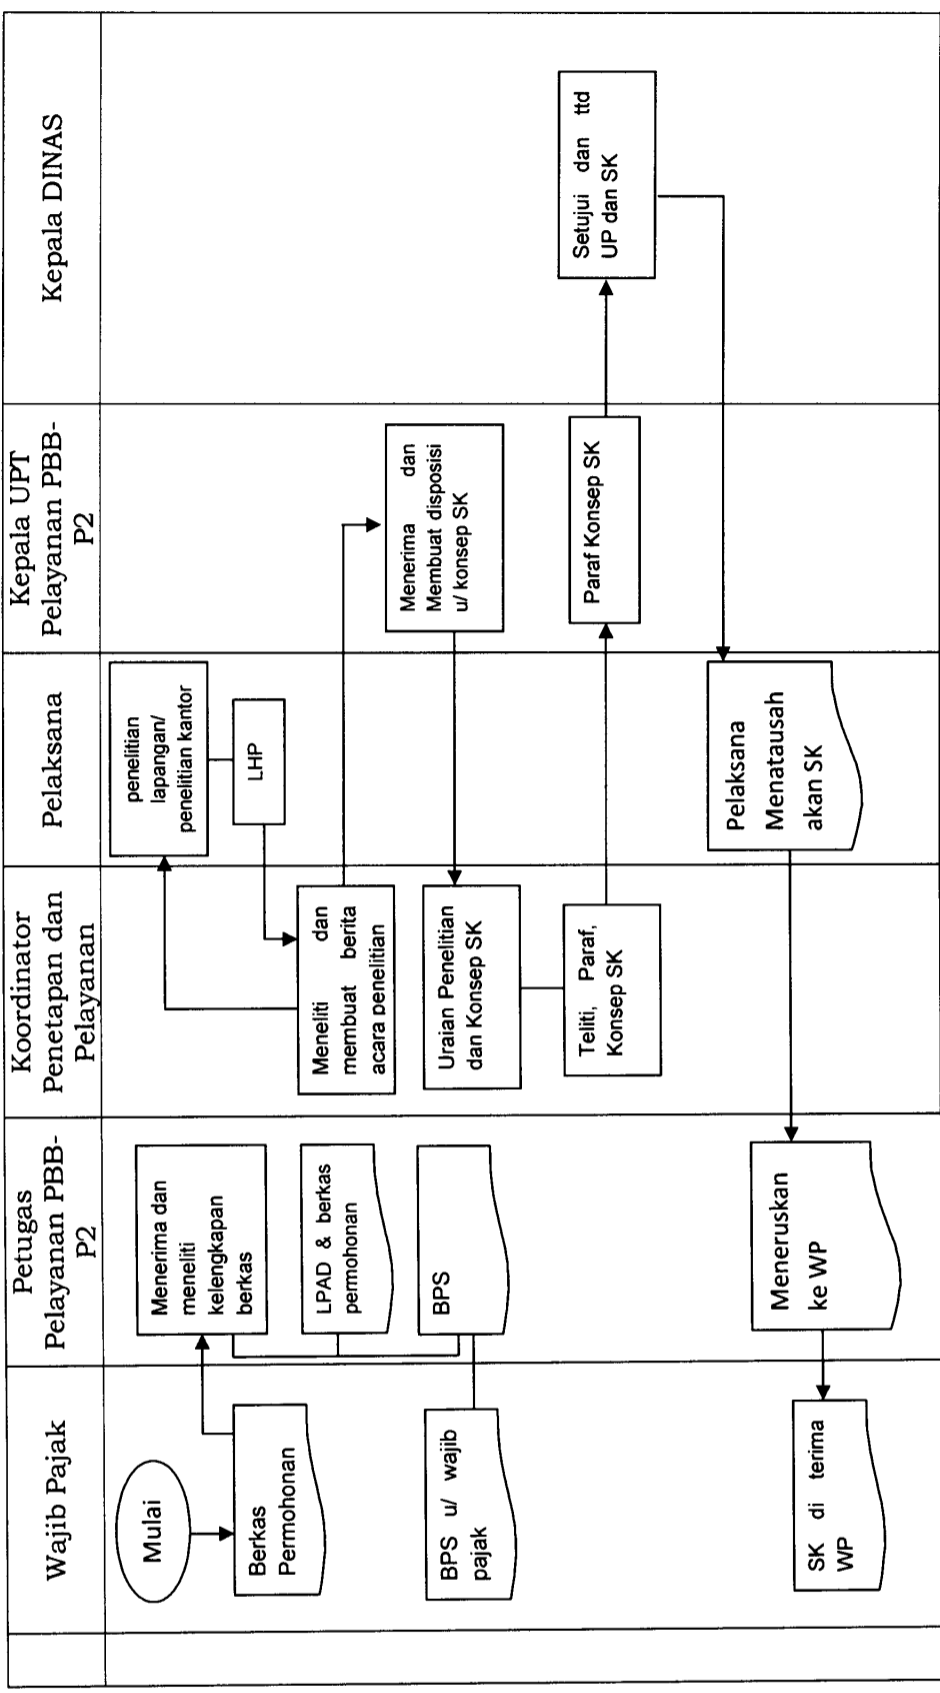 Wajib Pajak
Petugas
Pelayanan PBB-
P2
Koordinator
Penetapan dan
Pelayanan
Pelaksana
Kepala UPT
Pelayanan PBB-
P2
Kepala DINAS
Mulai
Berkas
Permohonan
BPS u/ wajib
pajak
SK di terima
WP
Menerima dan
meneliti
kelengkapan
berkas
LPAD & berkas
permohonan
BPS
Meneruskan
ke WP
Meneliti dan
membuat berita
acara penelitian
Uraian Penelitian
dan Konsep SK
Teliti, Paraf,
Konsep SK
penelitian
lapangan/
penelitian kantor
LHP
Pelaksana
Menatausah
akan SK
Menerima dan
Membuat disposisi
u/ konsep SK
Paraf Konsep SK
Setujui dan ttd
UP dan SK